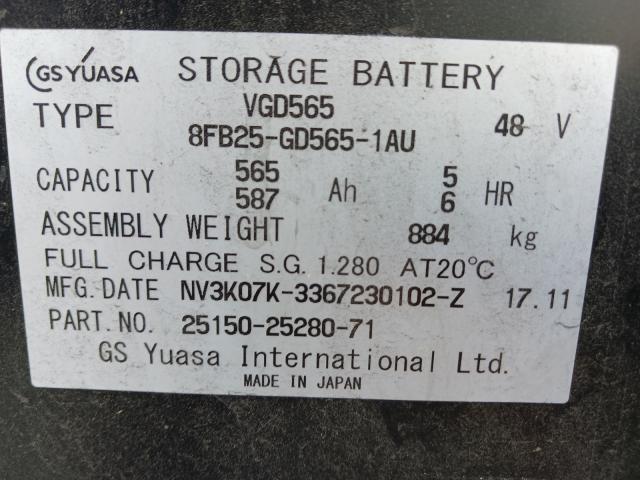 GS YUASA STORAGE BATTERY
TYPE VGD565 48 V
8FB25-GD565-1AU
CAPACITY 565 Ah 5 HR
587 6
ASSEMBLY WEIGHT 884 kg
FULL CHARGE S.G. 1.280 AT20°C
MFG.DATE NV3K07K-3367230102-Z 17.11
PART.NO. 25150-25280-71
GS Yuasa International Ltd.
MADE IN JAPAN